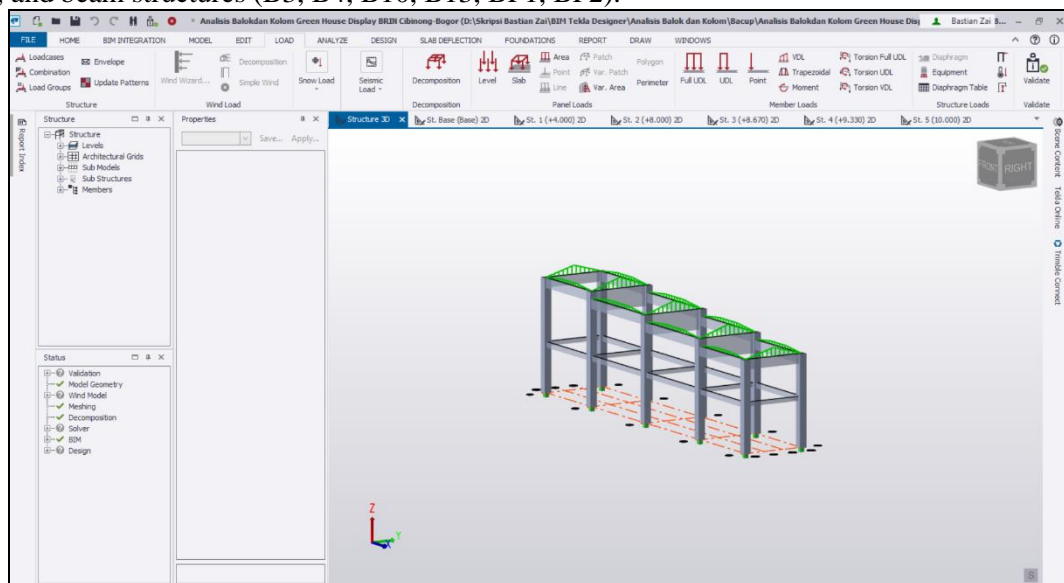 , and beam structures (B3, B4, B10, B13, BP1, BP2).
Analisis Balokdan Kolom Green House Display BRIN Cibinong-Bogor (D:\Skripsi Bastian Zai\BIM Tekla Designer\Analisis Balok dan Kolom\Bacup\Analisis Balokdan Kolom Green House Disp
Bastian Zai B...
FILE HOME BIM INTEGRATION MODEL EDIT LOAD ANALYZE DESIGN SLAB DEFLECTION FOUNDATIONS REPORT DRAW WINDOWS
Loadcases Envelope Decomposition Area Patch Polygon VDL Torsion Full UDL Diaphragm
Combination Point Var. Patch Trapezoidal Torsion UDL Equipment
Load Groups Update Patterns Wind Wizard... Simple Wind Snow Load Seismic Load Decomposition Level Slab Line Var. Area Perimeter Full UDL UDL Point Moment Torsion VDL Diaphragm Table Validate
Structure Wind Load Decomposition Panel Loads Member Loads Structure Loads Validate
Report Index
Structure
Structure
Levels
Architectural Grids
Sub Models
Sub Structures
Members
Properties
Save... Apply...
Structure 3D St. Base (Base) 2D St. 1 (+4.000) 2D St. 2 (+8.000) 2D St. 3 (+8.670) 2D St. 4 (+9.330) 2D St. 5 (10.000) 2D
FRONT RIGHT
Scene Content
Tekla Online
Trimble Connect
Status
Validation
Model Geometry
Wind Model
Meshing
Decomposition
Solver
BIM
Design
Z
Y
X
S